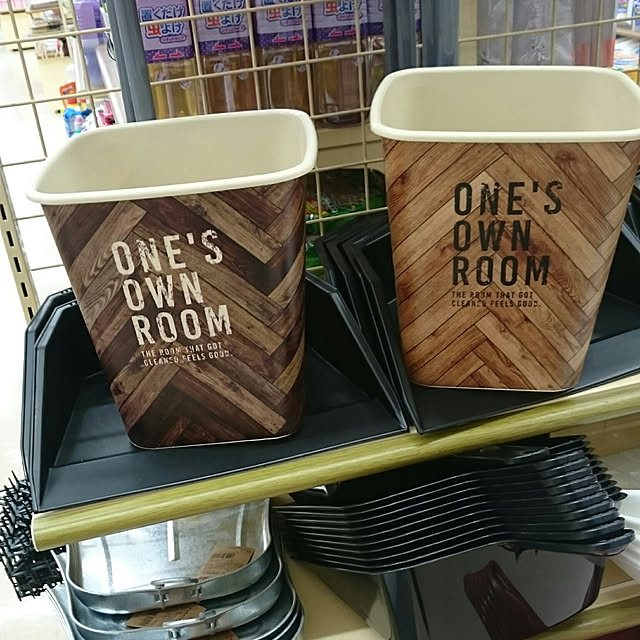 置くだけ
虫よけ
置くだけ
虫よけ
ONE'S
OWN
ROOM
THE ROOM THAT GOT
CLEANED FEELS GOOD.
ONE'S
OWN
ROOM
THE ROOM THAT GOT
CLEANED FEELS GOOD.